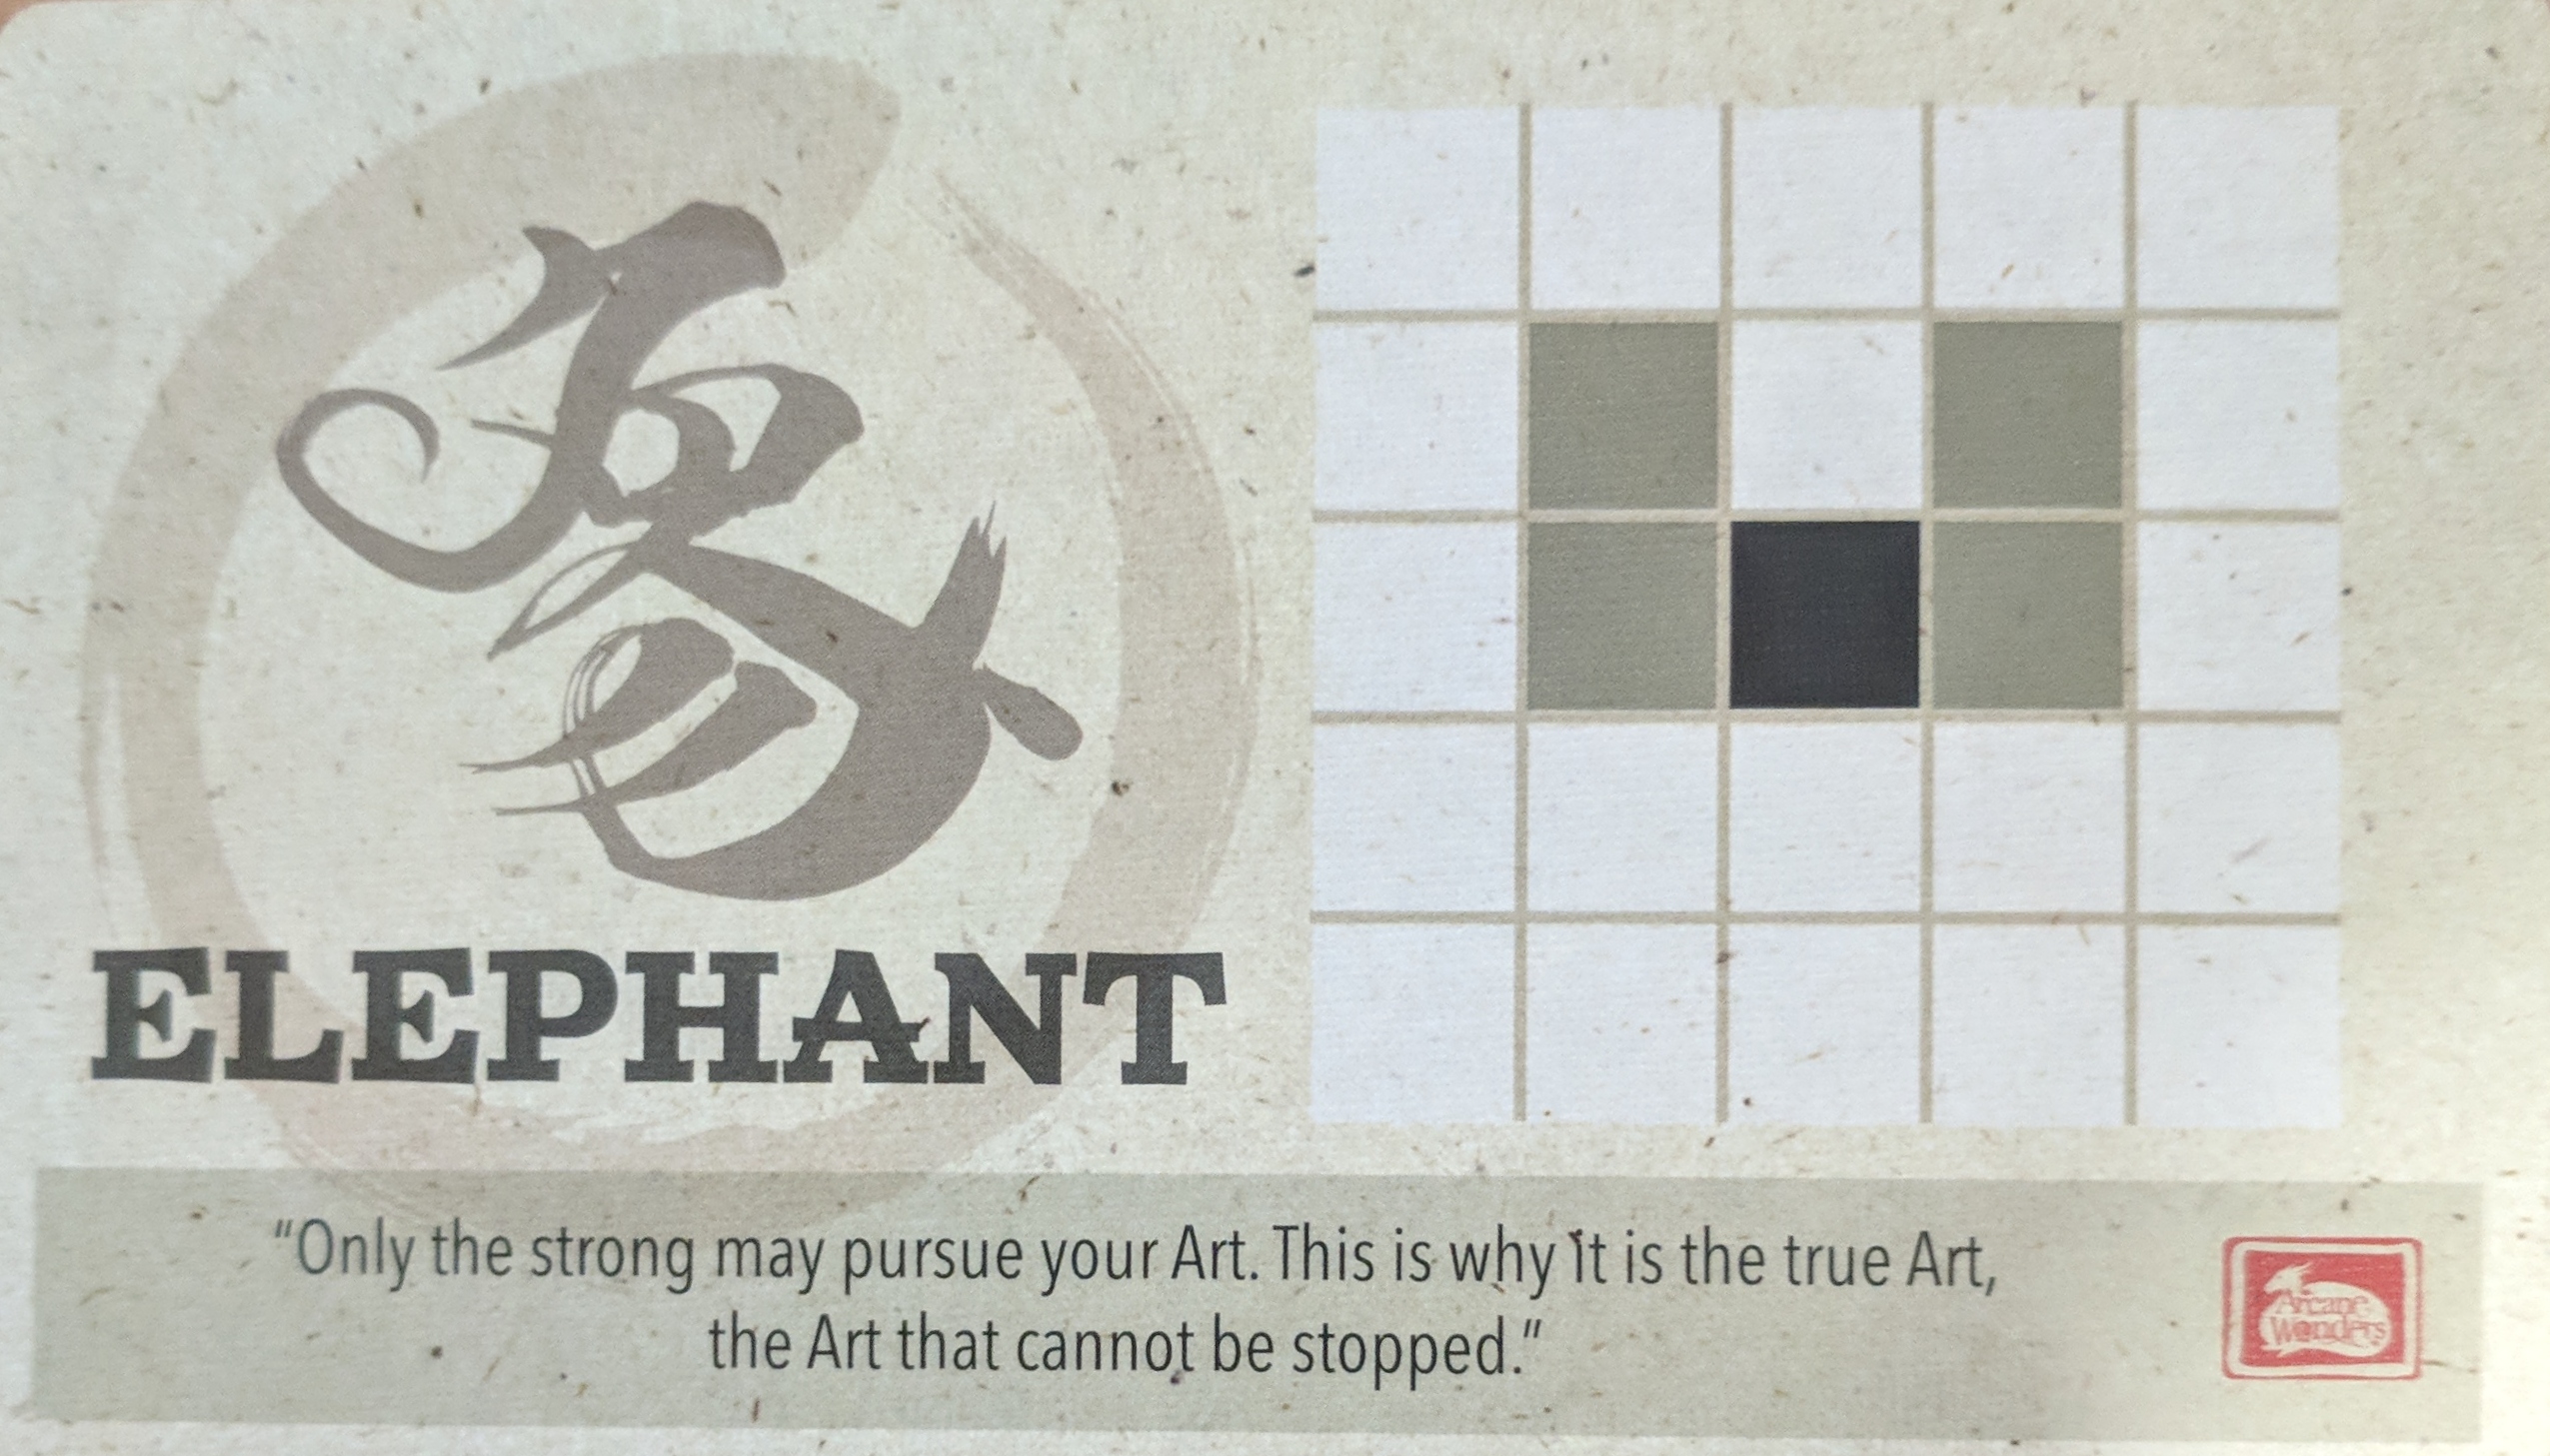 象
ELEPHANT
“Only the strong may pursue your Art. This is why it is the true Art,
the Art that cannot be stopped.”
Arcane
Wonders